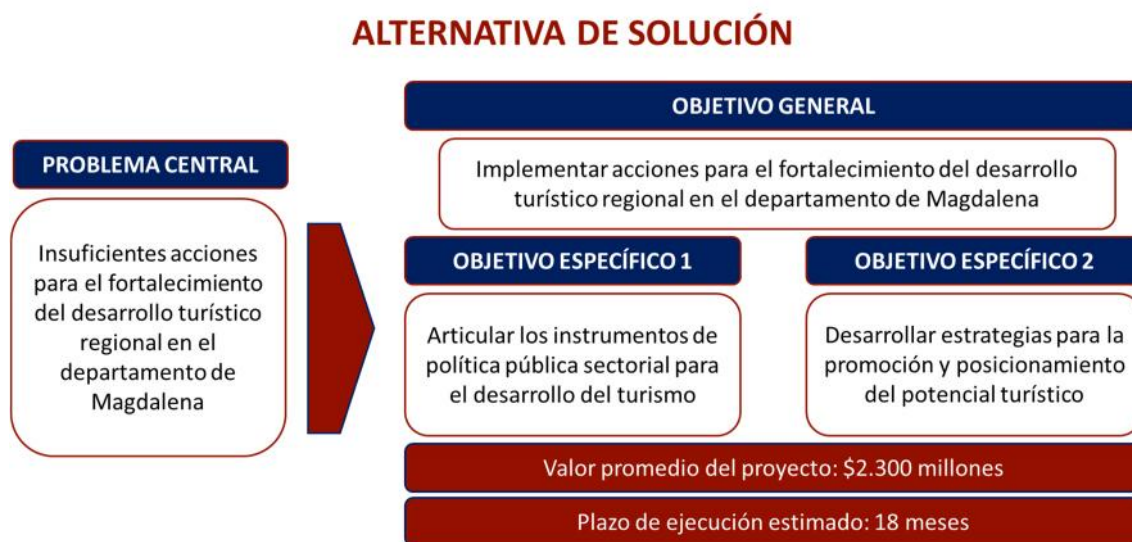 ALTERNATIVA DE SOLUCIÓN
PROBLEMA CENTRAL
Insuficientes acciones
para el fortalecimiento
del desarrollo turístico
regional en el
departamento de
Magdalena
OBJETIVO GENERAL
Implementar acciones para el fortalecimiento del desarrollo
turístico regional en el departamento de Magdalena
OBJETIVO ESPECÍFICO 1
Articular los instrumentos de
política pública sectorial para
el desarrollo del turismo
OBJETIVO ESPECÍFICO 2
Desarrollar estrategias para la
promoción y posicionamiento
del potencial turístico
Valor promedio del proyecto: $2.300 millones
Plazo de ejecución estimado: 18 meses